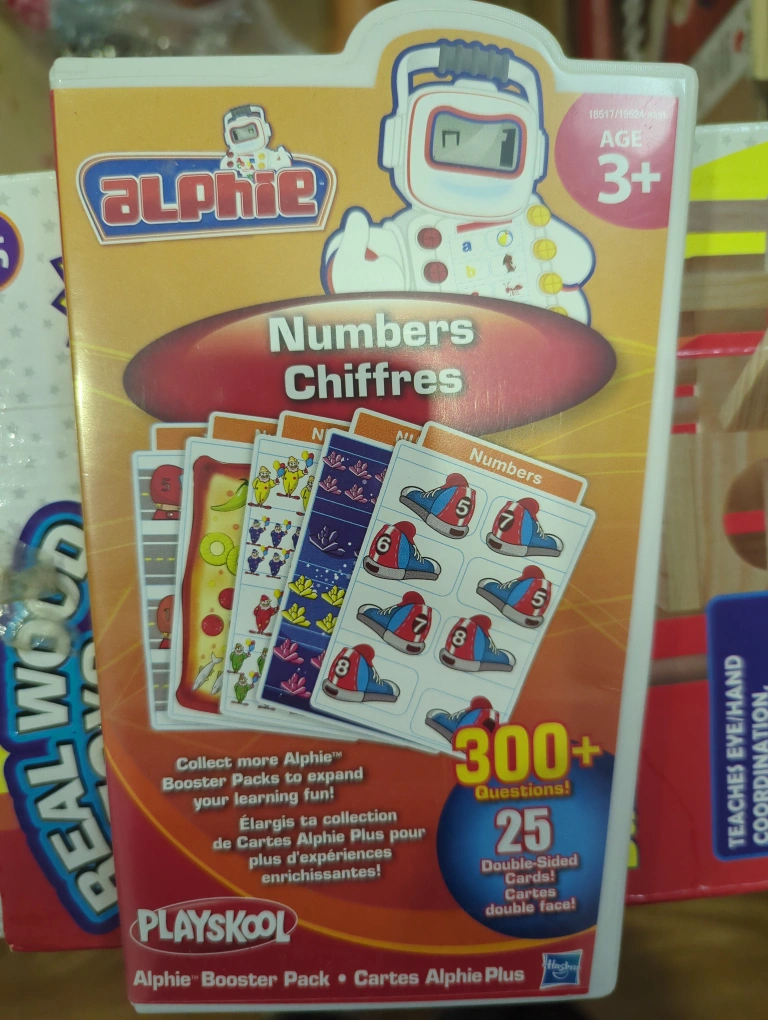 AGE
3+
ALPHIE
Numbers
Chiffres
Numbers
5
7
6
5
7
8
8
Collect more Alphie™
Booster Packs to expand
your learning fun!
Élargis ta collection
de Cartes Alphie Plus pour
plus d'expériences
enrichissantes!
300+
Questions!
25
Double-Sided
Cards!
Cartes
double face!
PLAYSKOOL
Alphie™ Booster Pack • Cartes Alphie Plus
Hasbro
REAL WOOD
TOYS
TEACHES EYE/HAND
COORDINATION,